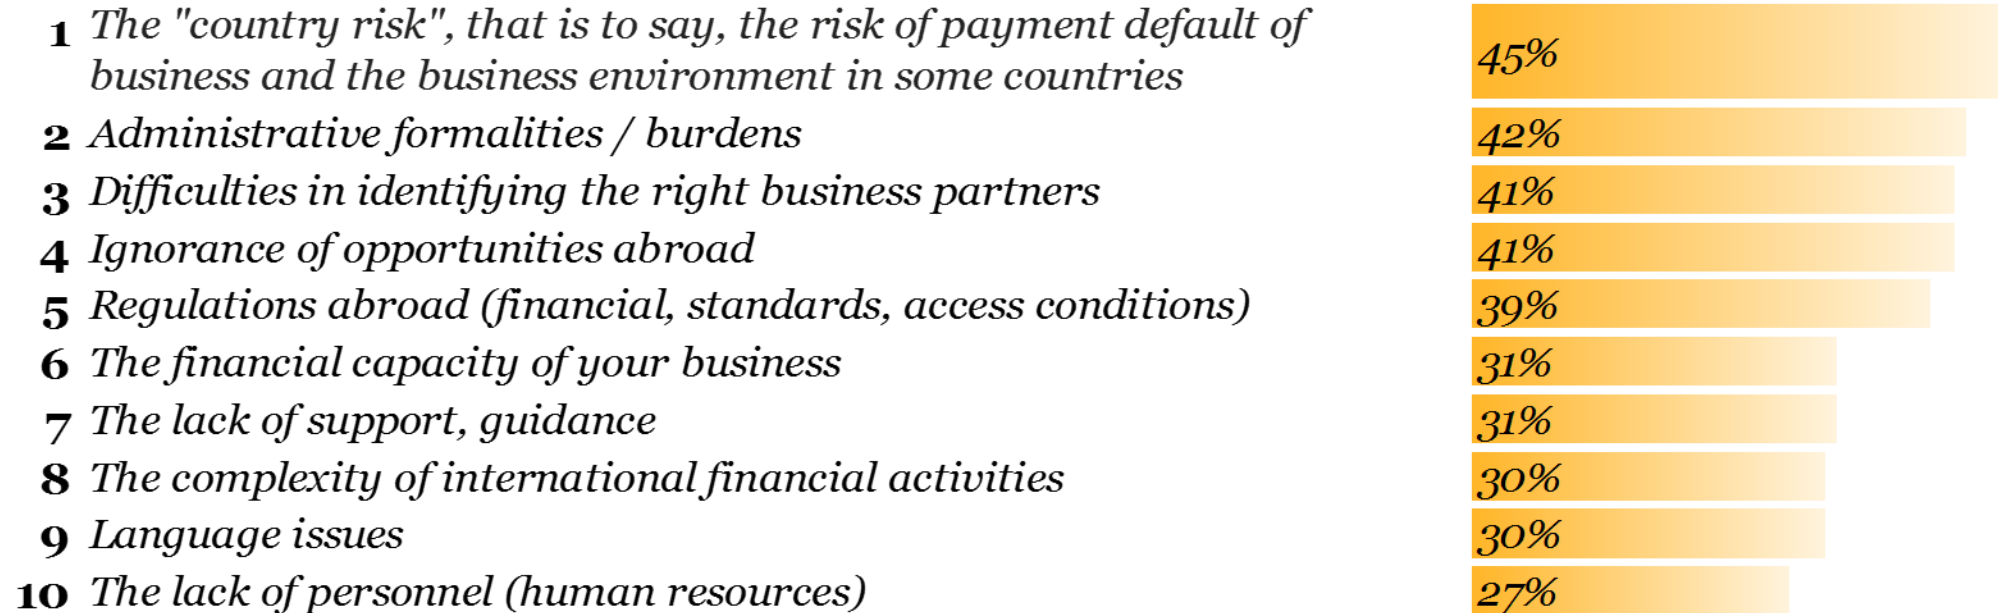 1 The "country risk", that is to say, the risk of payment default of
business and the business environment in some countries 45%
2 Administrative formalities / burdens 42%
3 Difficulties in identifying the right business partners 41%
4 Ignorance of opportunities abroad 41%
5 Regulations abroad (financial, standards, access conditions) 39%
6 The financial capacity of your business 31%
7 The lack of support, guidance 31%
8 The complexity of international financial activities 30%
9 Language issues 30%
10 The lack of personnel (human resources) 27%